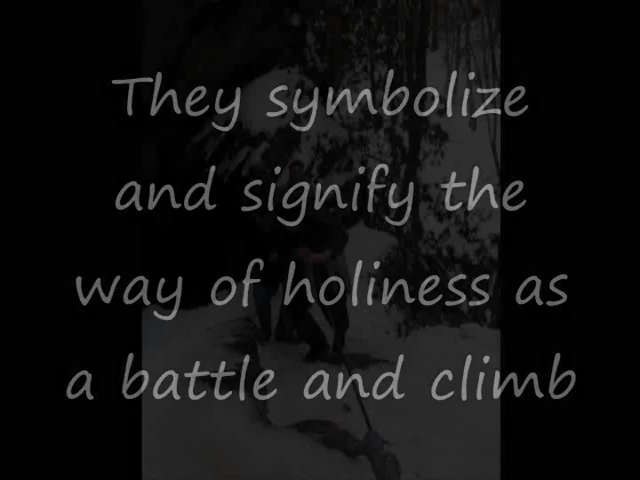 They symbolize
and signify the
way of holiness as
a battle and climb